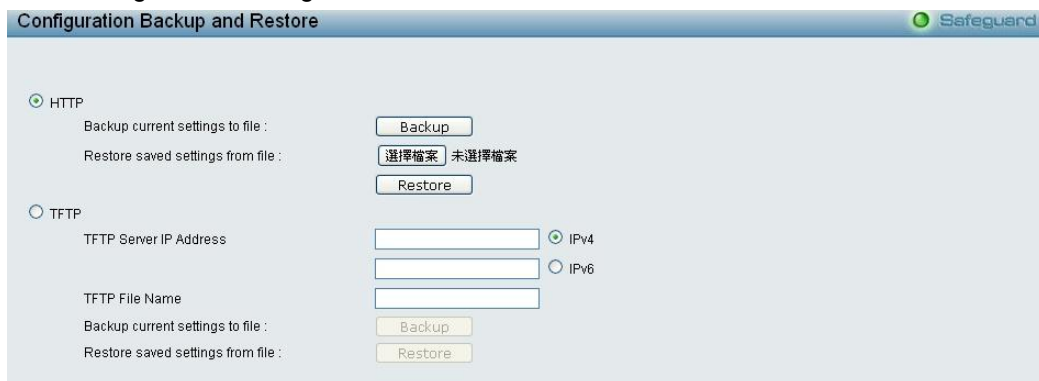 Configuration Backup and Restore Safeguard
HTTP
Backup current settings to file : Backup
Restore saved settings from file : 選擇檔案 未選擇檔案
Restore
TFTP
TFTP Server IP Address IPv4
IPv6
TFTP File Name
Backup current settings to file : Backup
Restore saved settings from file : Restore